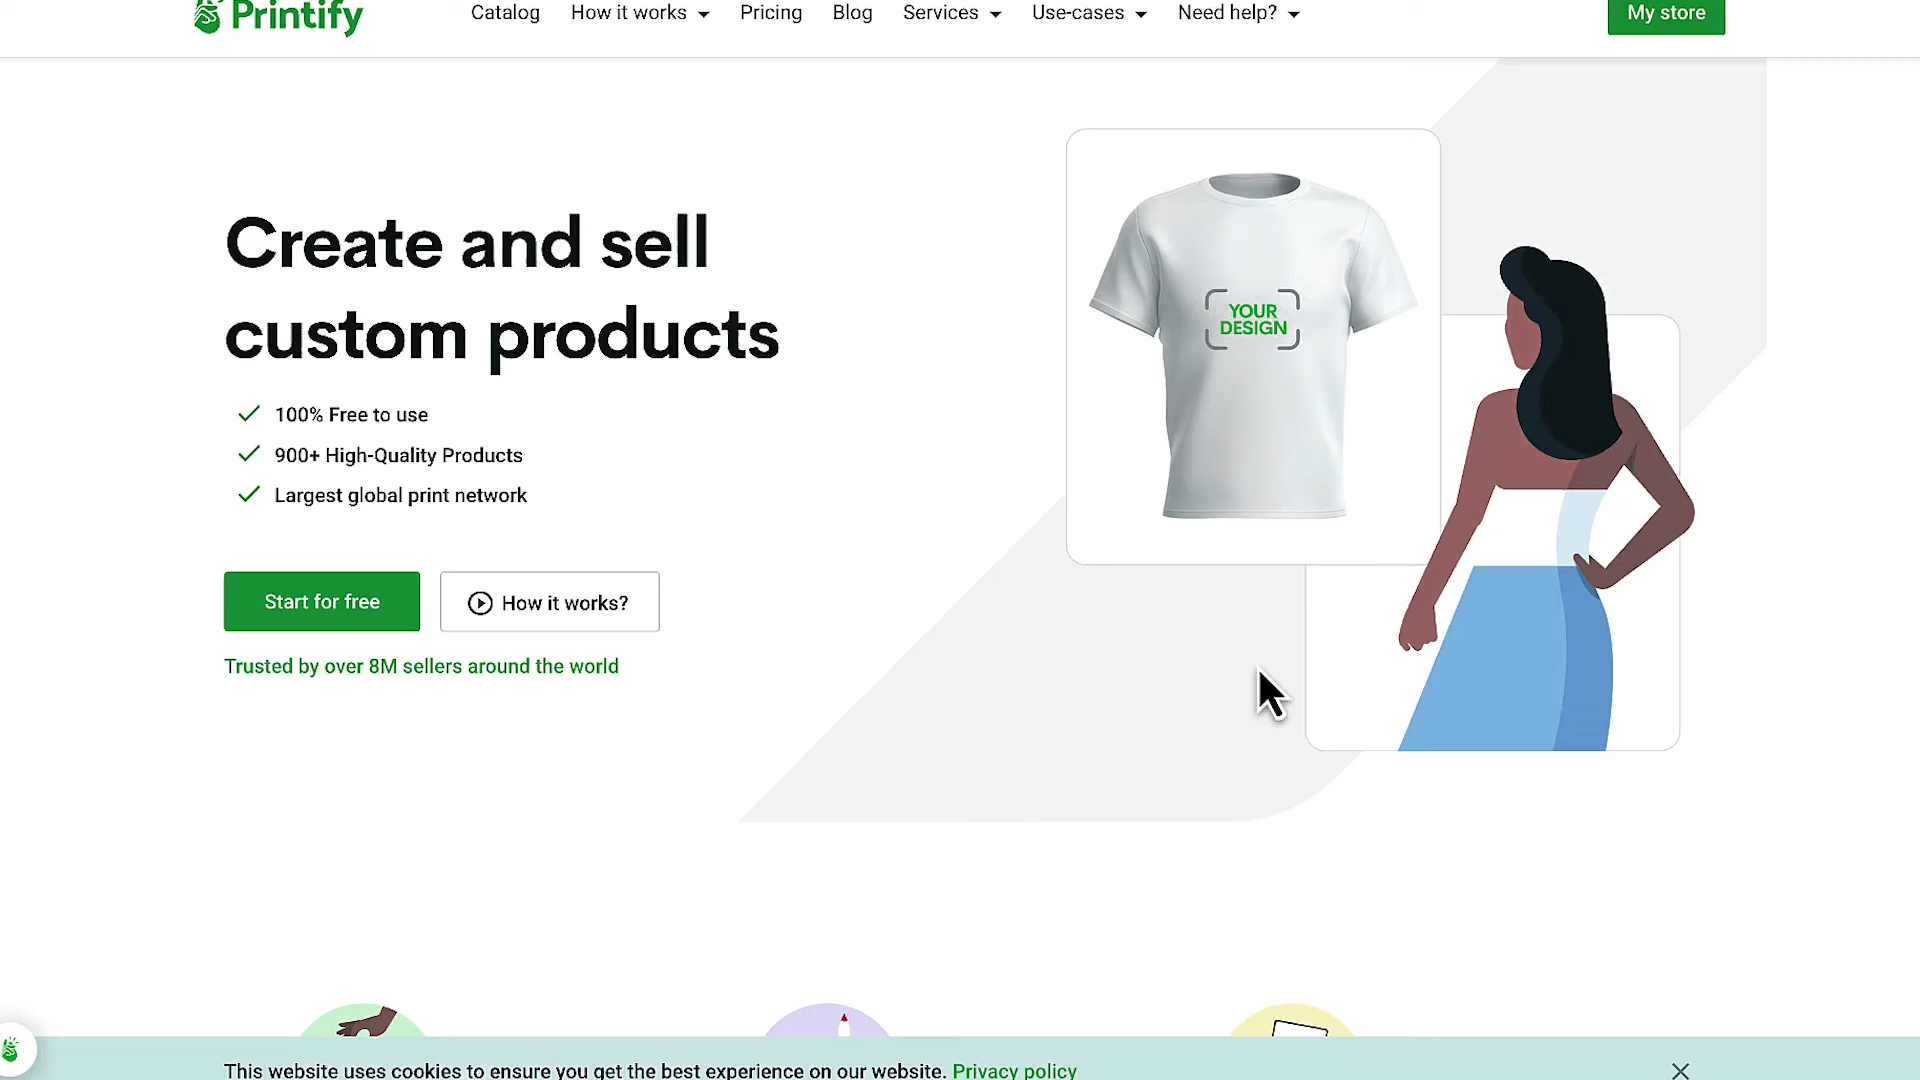 Printify
Catalog
How it works
Pricing
Blog
Services
Use-cases
Need help?
My store
Create and sell
custom products
100% Free to use
900+ High-Quality Products
Largest global print network
Start for free
How it works?
Trusted by over 8M sellers around the world
YOUR
DESIGN
This website uses cookies to ensure you get the best experience on our website. Privacy policy